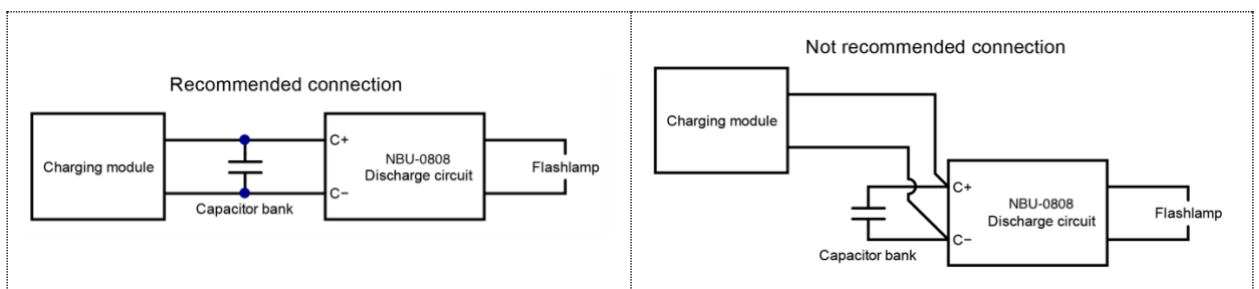 Recommended connection
Charging module
C+
NBU-0808
Discharge circuit
C−
Flashlamp
Capacitor bank
Not recommended connection
Charging module
C+
NBU-0808
Discharge circuit
C−
Flashlamp
Capacitor bank